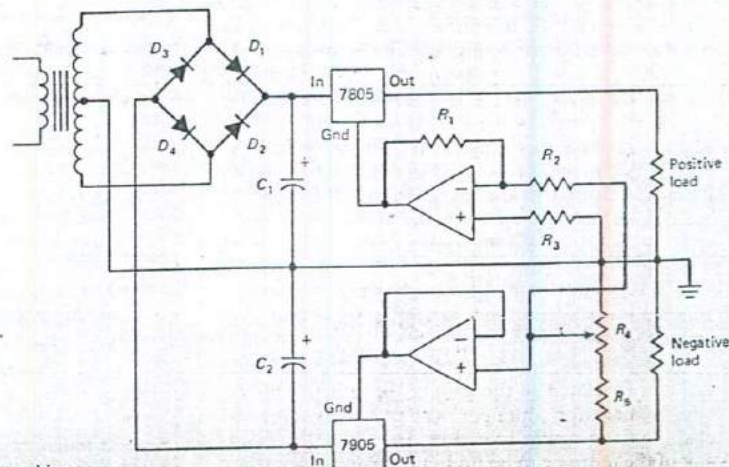 D3
D1
D4
D2
In
7805
Out
Gnd
R1
R2
Positive
load
C1
+
−
+
R3
C2
+
−
+
R4
Negative
load
R5
Gnd
7905
In
Out